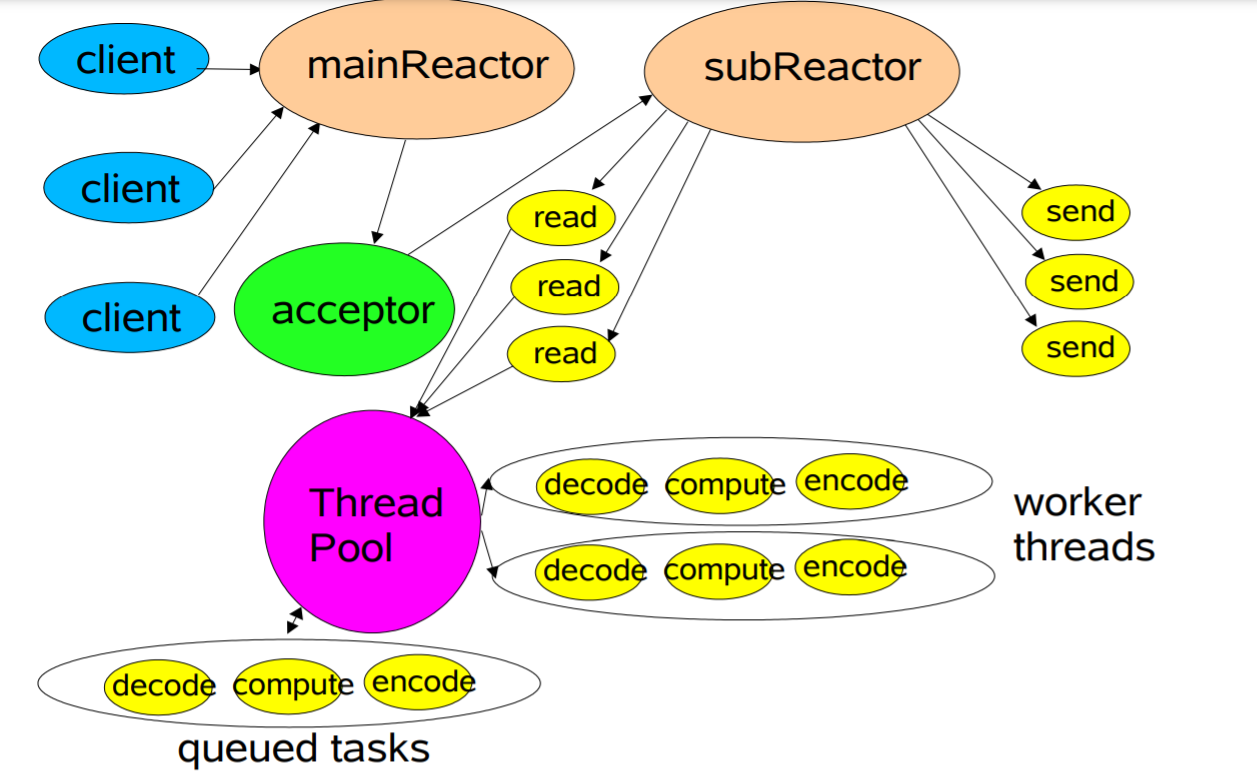 client
mainReactor
subReactor
client
read
send
read
send
client
acceptor
read
send
Thread
Pool
decode compute encode
worker
threads
decode compute encode
decode compute encode
queued tasks